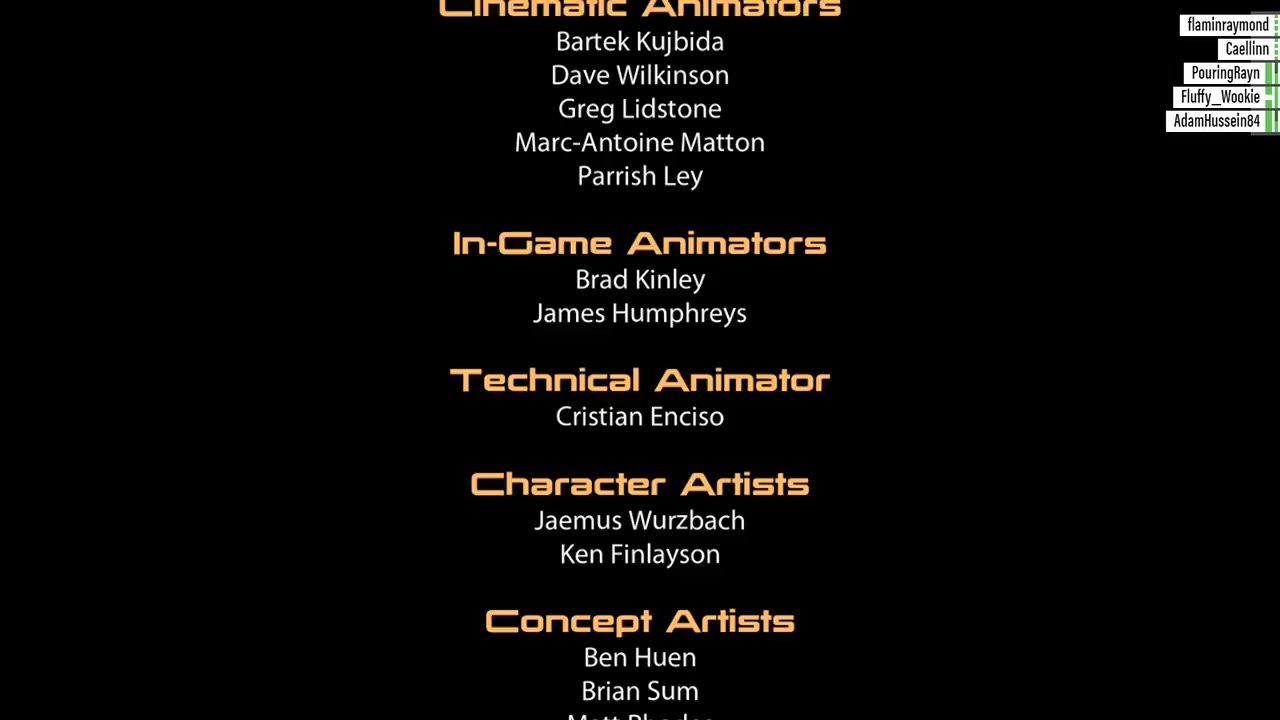 Cinematic Animators
Bartek Kujbida
Dave Wilkinson
Greg Lidstone
Marc-Antoine Matton
Parrish Ley
In-Game Animators
Brad Kinley
James Humphreys
Technical Animator
Cristian Enciso
Character Artists
Jaemus Wurzbach
Ken Finlayson
Concept Artists
Ben Huen
Brian Sum
flaminraymond
Caellinn
PouringRayn
Fluffy_Wookie
AdamHussein84